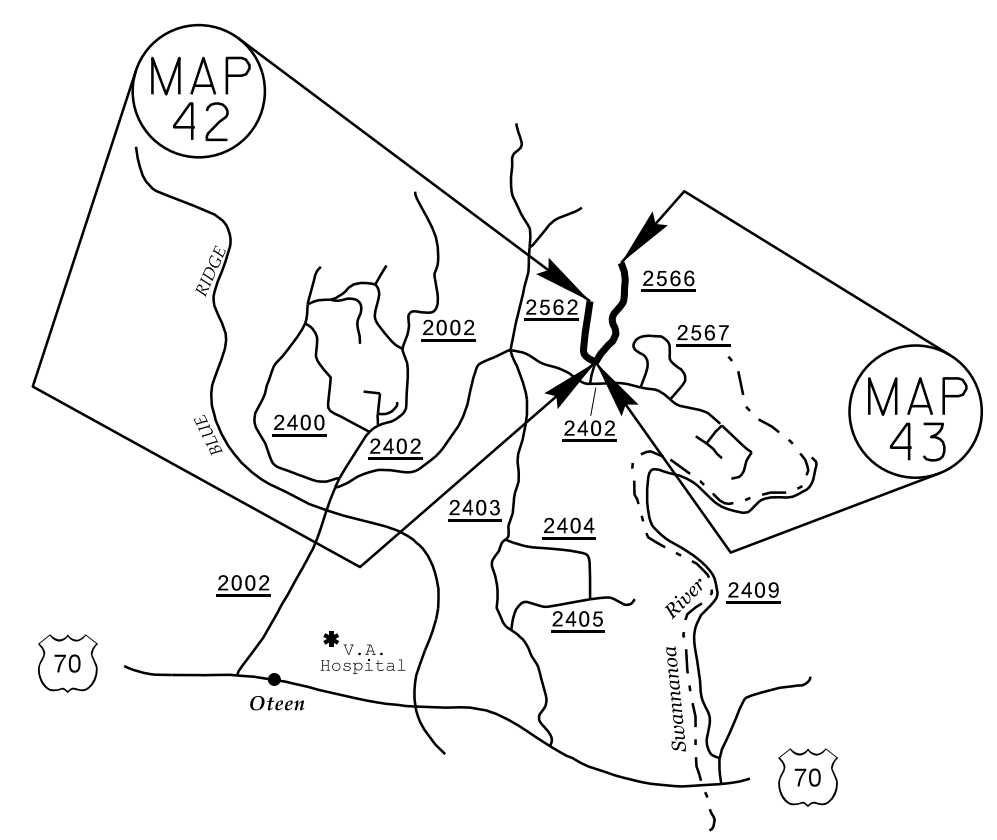 MAP
42
RIDGE
2566
2562
2002
2567
MAP
43
BLUE
2400
2402
2402
2403
2404
2002
2409
River
2405
V.A.
Hospital
70
Swannanoa
Oteen
70